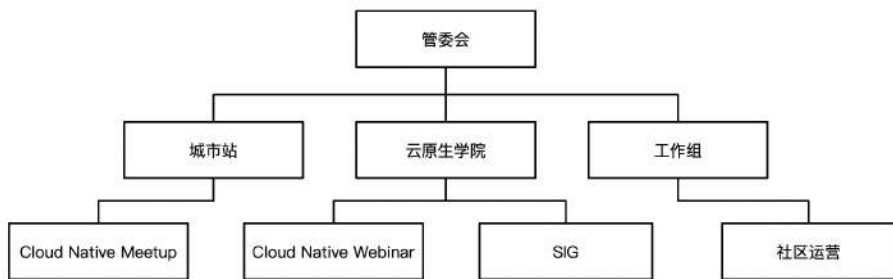 管委会
城市站
云原生学院
工作组
Cloud Native Meetup
Cloud Native Webinar
SIG
社区运营